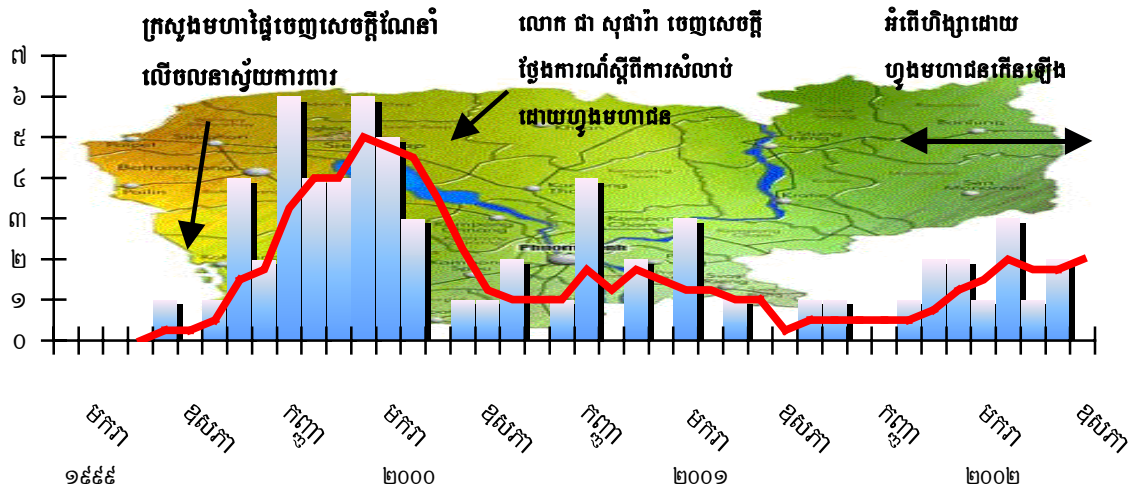 ក្រសួងមហាផ្ទៃចេញសេចក្តីណែនាំ
លើចលនាស្វ័យការពារ
លោក ជា សុផារ៉ា ចេញសេចក្តី
ថ្លែងការណ៍ស្តីពីការសំលាប់
ដោយហ្វូងមហាជន
អំពើហិង្សាដោយ
ហ្វូងមហាជនកើនឡើង
៧
៦
៥
៤
៣
២
១
០
Pailin
Phnom Penh
មករា
ឧសភា
កញ្ញា
មករា
ឧសភា
កញ្ញា
មករា
ឧសភា
កញ្ញា
មករា
ឧសភា
១៩៩៩
២០០០
២០០១
២០០២